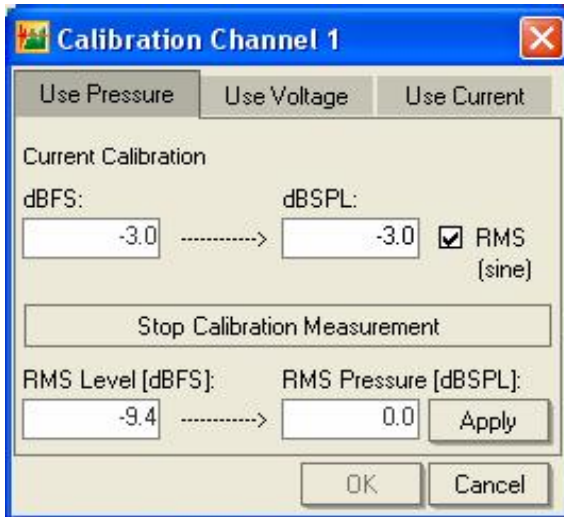 Calibration Channel 1
Use Pressure Use Voltage Use Current
Current Calibration
dBFS: dBSPL:
-3.0 -----------> -3.0 RMS
(sine)
Stop Calibration Measurement
RMS Level [dBFS]: RMS Pressure [dBSPL]:
-9.4 -----------> 0.0 Apply
OK Cancel